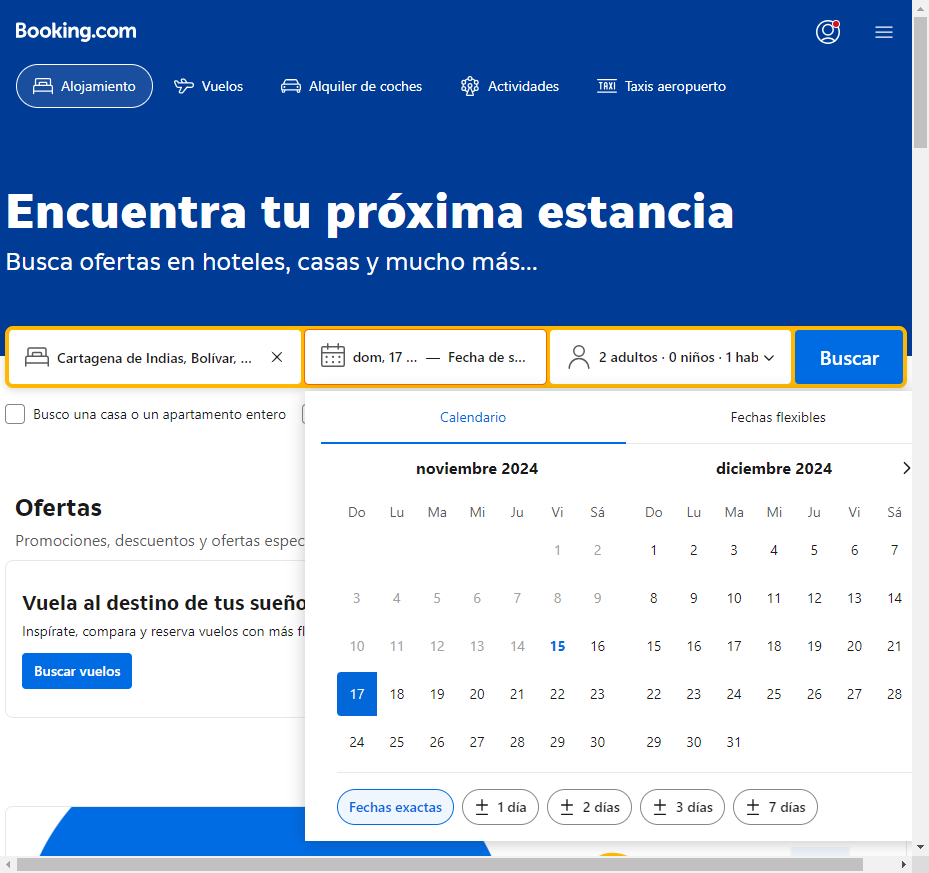 Booking.com
Alojamiento
Vuelos
Alquiler de coches
Actividades
TAXI Taxis aeropuerto
Encuentra tu próxima estancia
Busca ofertas en hoteles, casas y mucho más...
Cartagena de Indias, Bolívar, ...
dom, 17 ... — Fecha de s...
2 adultos · 0 niños · 1 hab
Buscar
Busco una casa o un apartamento entero
Calendario
Fechas flexibles
noviembre 2024
Do Lu Ma Mi Ju Vi Sá
1 2
3 4 5 6 7 8 9
10 11 12 13 14 15 16
17 18 19 20 21 22 23
24 25 26 27 28 29 30
diciembre 2024
Do Lu Ma Mi Ju Vi Sá
1 2 3 4 5 6 7
8 9 10 11 12 13 14
15 16 17 18 19 20 21
22 23 24 25 26 27 28
29 30 31
Fechas exactas
± 1 día
± 2 días
± 3 días
± 7 días
Ofertas
Promociones, descuentos y ofertas espec
Vuela al destino de tus sueño
Inspírate, compara y reserva vuelos con más fl
Buscar vuelos